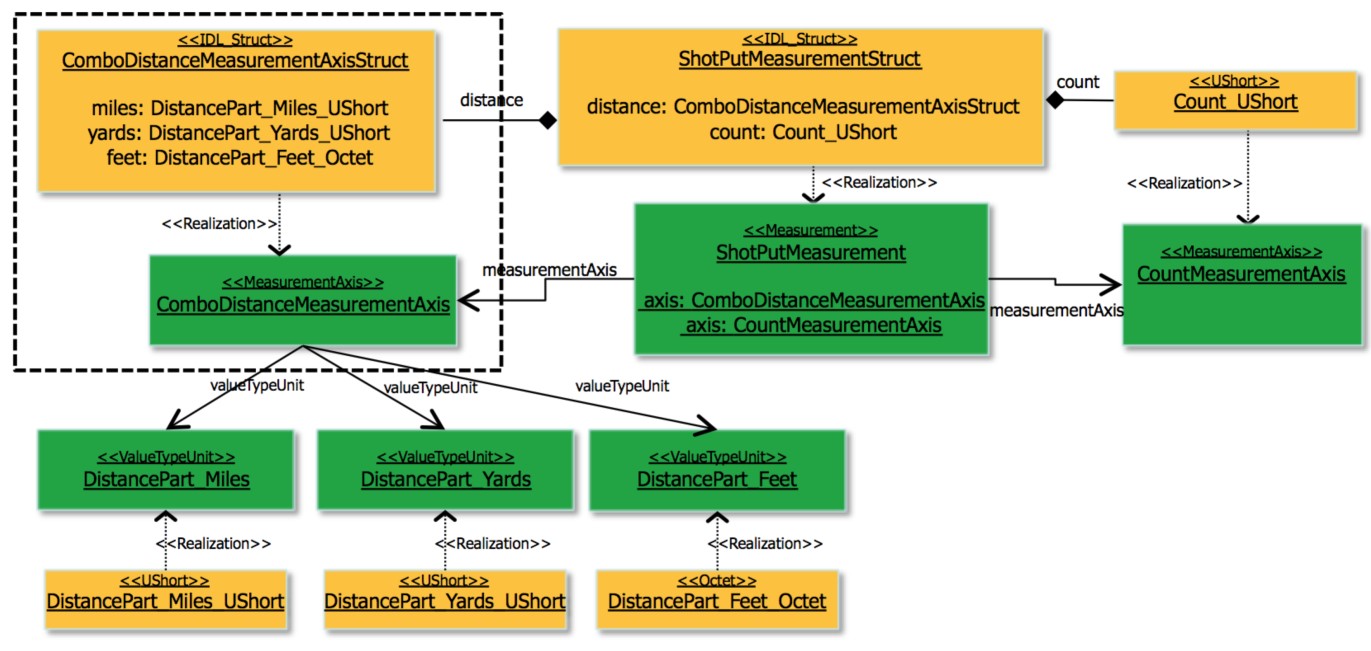 <<IDL_Struct>>
ComboDistanceMeasurementAxisStruct
miles: DistancePart_Miles_UShort
yards: DistancePart_Yards_UShort
feet: DistancePart_Feet_Octet
distance
<<IDL_Struct>>
ShotPutMeasurementStruct
distance: ComboDistanceMeasurementAxisStruct
count: Count_UShort
count
<<UShort>>
Count_UShort
<<Realization>>
<<Realization>>
<<Realization>>
<<MeasurementAxis>>
ComboDistanceMeasurementAxis
measurementAxis
<<Measurement>>
ShotPutMeasurement
axis: ComboDistanceMeasurementAxis
axis: CountMeasurementAxis
measurementAxis
<<MeasurementAxis>>
CountMeasurementAxis
valueTypeUnit
valueTypeUnit
valueTypeUnit
<<ValueTypeUnit>>
DistancePart_Miles
<<ValueTypeUnit>>
DistancePart_Yards
<<ValueTypeUnit>>
DistancePart_Feet
<<Realization>>
<<Realization>>
<<Realization>>
<<UShort>>
DistancePart_Miles_UShort
<<UShort>>
DistancePart_Yards_UShort
<<Octet>>
DistancePart_Feet_Octet